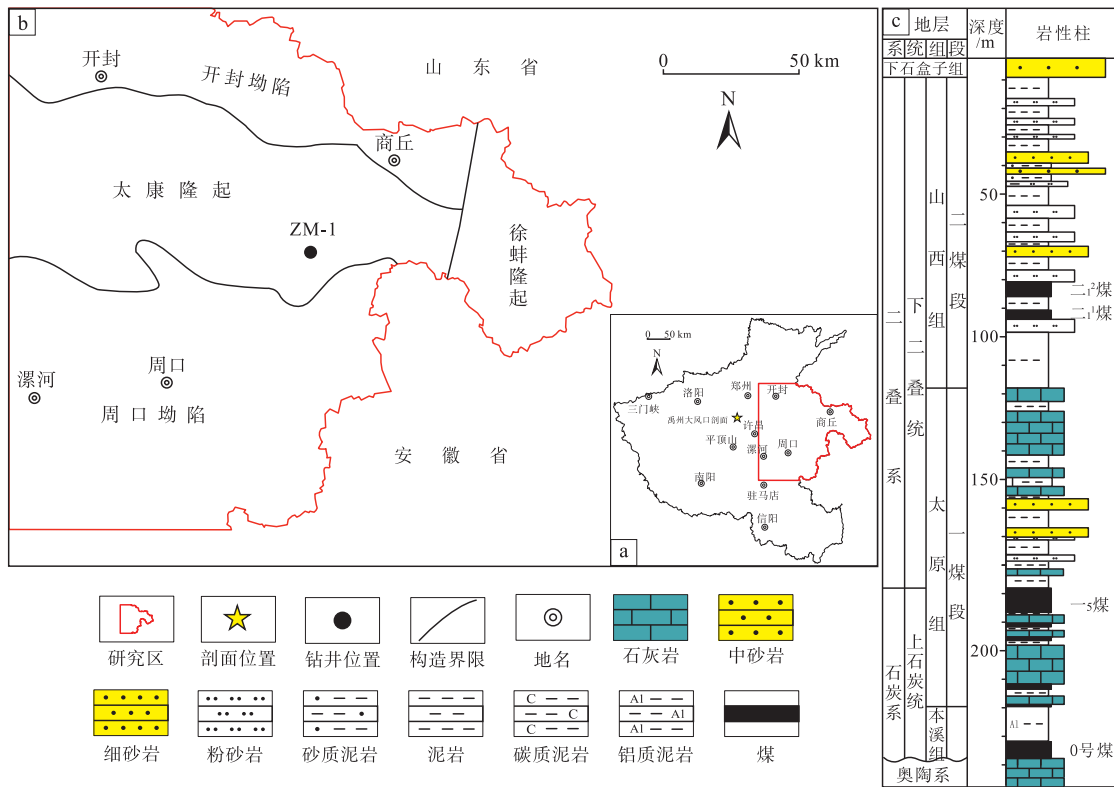 b
开封
开封坳陷
山东省
0 50 km
N
商丘
太康隆起
ZM-1
徐蚌隆起
周口
漯河
周口坳陷
安徽省
0 50 km
N
三门峡
洛阳
郑州
开封
商丘
禹州大风口剖面
许昌
平顶山
漯河
周口
南阳
驻马店
信阳
a
研究区
剖面位置
钻井位置
构造界限
地名
石灰岩
中砂岩
细砂岩
粉砂岩
砂质泥岩
泥岩
C
C
C
碳质泥岩
Al
Al
Al
铝质泥岩
煤
c
地层
系 统 组 段
深度
/m
岩性柱
下石盒子组
二叠系
下二叠统
山西组
二煤段
太原组
一煤段
石炭系
上石炭统
本溪组
奥陶系
50
100
150
200
二₁²煤
二₁¹煤
一₅煤
Al
0号煤